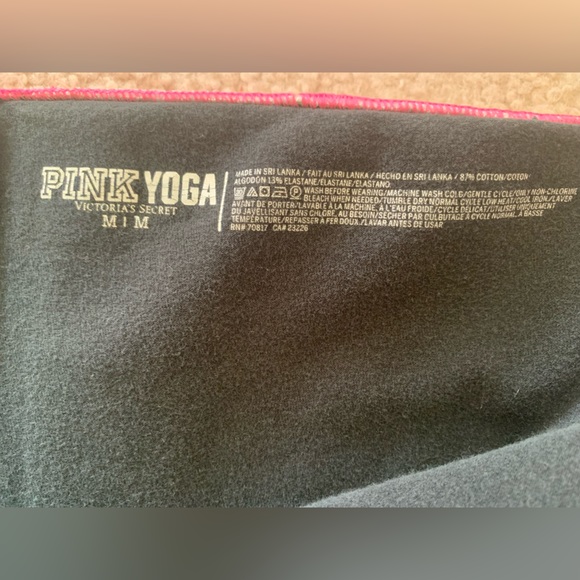 PINK YOGA
VICTORIA'S SECRET
M | M
MADE IN SRI LANKA / FAIT AU SRI LANKA / HECHO EN SRI LANKA / 87% COTTON/COTON
ALGODÓN 13% ELASTANE/ÉLASTANE/ELASTANO
WASH BEFORE WEARING/MACHINE WASH COLD/GENTLE CYCLE/ONLY NON-CHLORINE
BLEACH WHEN NEEDED/TUMBLE DRY NORMAL CYCLE LOW HEAT/COOL IRON/LAVER
AVANT DE PORTER/LAVABLE À LA MACHINE, À L'EAU FROIDE/CYCLE DÉLICAT/UTILISER UNIQUEMENT
DU JAVELLISANT SANS CHLORE, AU BESOIN/SÉCHER PAR CULBUTAGE À CYCLE NORMAL, À BASSE
TEMPÉRATURE/REPASSER À FER DOUX./LAVAR ANTES DE USAR
RN# 70817 CA# 23226